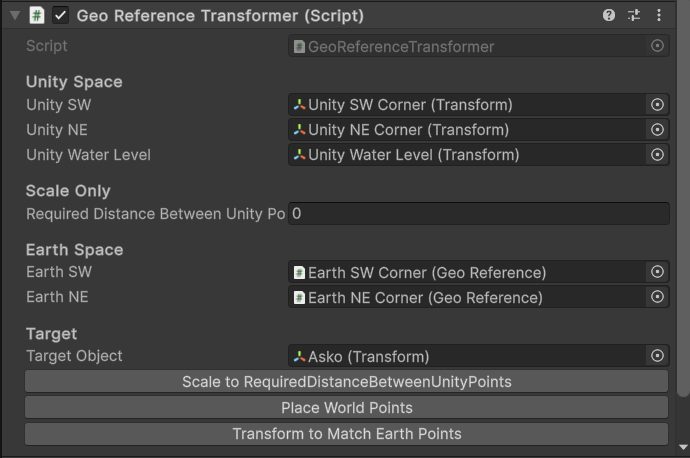 Geo Reference Transformer (Script)
Script GeoReferenceTransformer
Unity Space
Unity SW Unity SW Corner (Transform)
Unity NE Unity NE Corner (Transform)
Unity Water Level Unity Water Level (Transform)
Scale Only
Required Distance Between Unity Po 0
Earth Space
Earth SW Earth SW Corner (Geo Reference)
Earth NE Earth NE Corner (Geo Reference)
Target
Target Object Asko (Transform)
Scale to RequiredDistanceBetweenUnityPoints
Place World Points
Transform to Match Earth Points